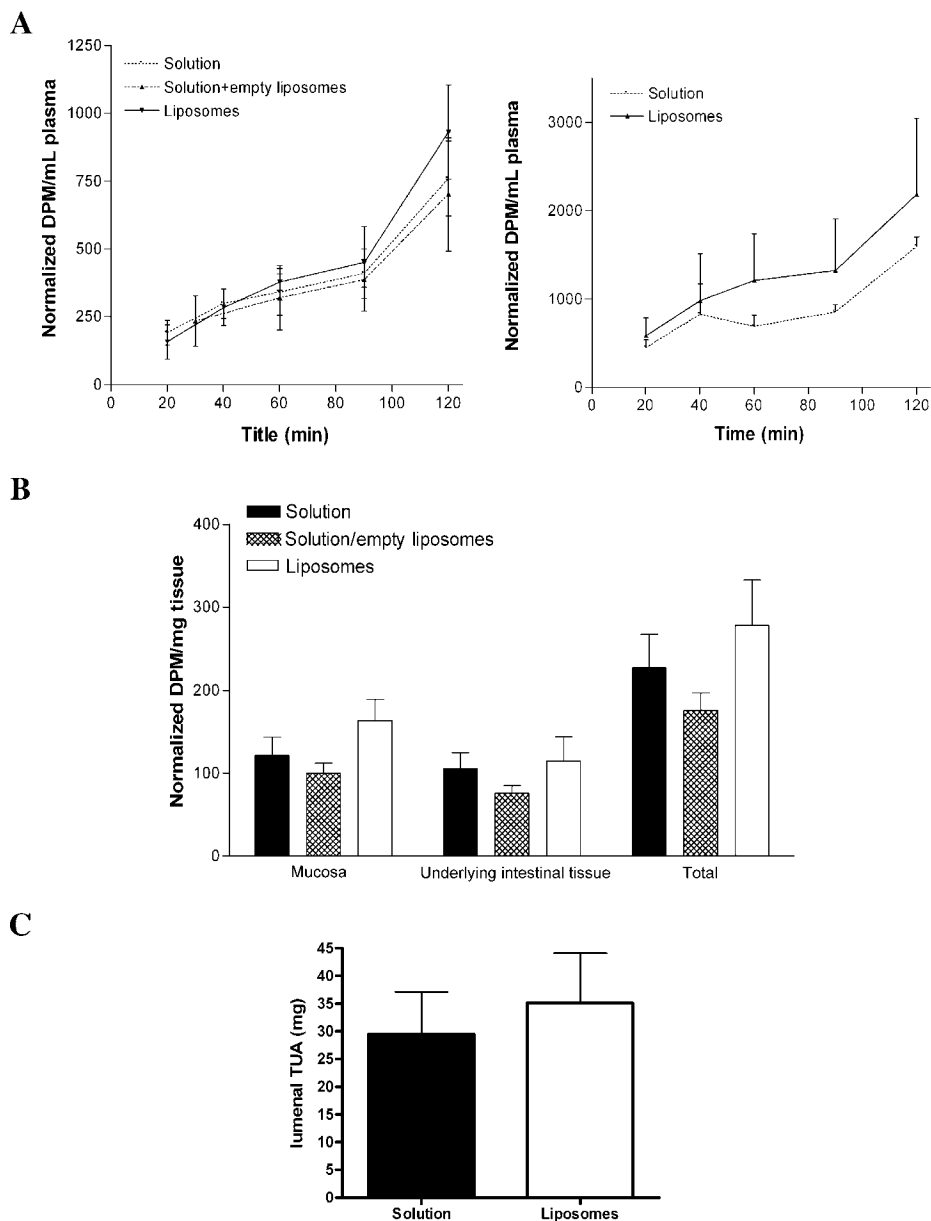 A
Normalized DPM/mL plasma
1250
1000
750
500
250
0
Solution
Solution+empty liposomes
Liposomes
0 20 40 60 80 100 120
Title (min)
Normalized DPM/mL plasma
3000
2000
1000
0
Solution
Liposomes
0 20 40 60 80 100 120
Time (min)
B
Normalized DPM/mg tissue
400
300
200
100
0
Solution
Solution/empty liposomes
Liposomes
Mucosa Underlying intestinal tissue Total
C
lumenal TUA (mg)
45
40
35
30
25
20
15
10
5
0
Solution Liposomes